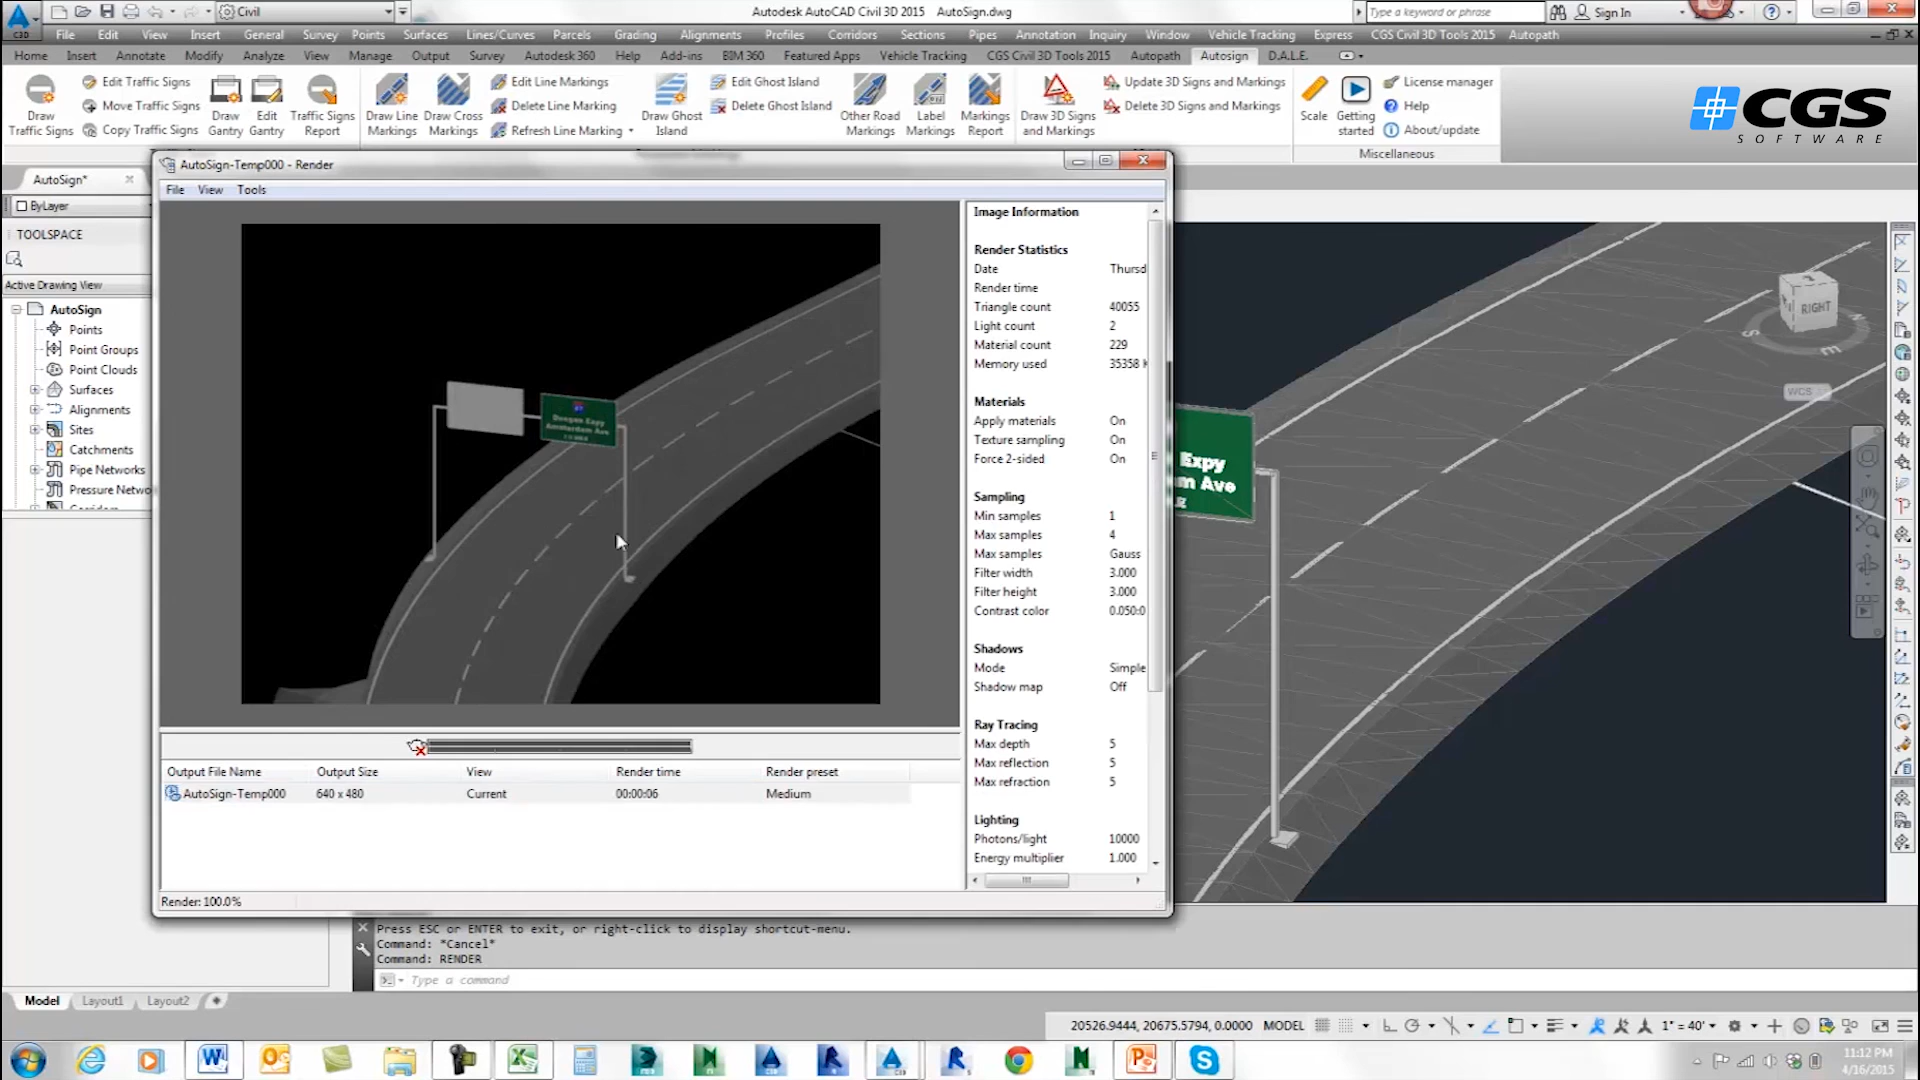 Civil
Autodesk AutoCAD Civil 3D 2015 AutoSign.dwg
Type a keyword or phrase
Sign In
C3D
File Edit View Insert General Survey Points Surfaces Lines/Curves Parcels Grading Alignments Profiles Corridors Sections Pipes Annotation Inquiry Window Vehicle Tracking Express CGS Civil 3D Tools 2015 Autopath
Home Insert Annotate Modify Analyze View Manage Output Survey Autodesk 360 Help Add-ins BIM 360 Featured Apps Vehicle Tracking CGS Civil 3D Tools 2015 Autopath Autosign D.A.L.E.
Draw Traffic Signs
Edit Traffic Signs
Move Traffic Signs
Copy Traffic Signs
Draw Gantry
Edit Gantry
Traffic Signs Report
Draw Line Markings
Draw Cross Markings
Edit Line Markings
Delete Line Marking
Refresh Line Marking
Draw Ghost Island
Edit Ghost Island
Delete Ghost Island
Other Road Markings
Label Markings
Markings Report
Draw 3D Signs and Markings
Update 3D Signs and Markings
Delete 3D Signs and Markings
Scale
Getting started
License manager
Help
About/update
Miscellaneous
CGS
SOFTWARE
AutoSign*
ByLayer
TOOLSPACE
Active Drawing View
AutoSign
Points
Point Groups
Point Clouds
Surfaces
Alignments
Sites
Catchments
Pipe Networks
Pressure Netwo
AutoSign-Temp000 - Render
File View Tools
Dongan Expy
Amsterdam Ave
Image Information
Render Statistics
Date Thursd
Render time
Triangle count 40055
Light count 2
Material count 229
Memory used 35358 K
Materials
Apply materials On
Texture sampling On
Force 2-sided On
Sampling
Min samples 1
Max samples 4
Max samples Gauss
Filter width 3.000
Filter height 3.000
Contrast color 0.050:0
Shadows
Mode Simple
Shadow map Off
Ray Tracing
Max depth 5
Max reflection 5
Max refraction 5
Lighting
Photons/light 10000
Energy multiplier 1.000
Output File Name Output Size View Render time Render preset
AutoSign-Temp000 640 x 480 Current 00:00:06 Medium
Render: 100.0%
Expy
m Ave
RIGHT
S
E
WCS
Press ESC or ENTER to exit, or right-click to display shortcut-menu.
Command: *Cancel*
Command: RENDER
Type a command
Model Layout1 Layout2
20526.9444, 20675.5794, 0.0000 MODEL
1" = 40'
11:12 PM
4/16/2015